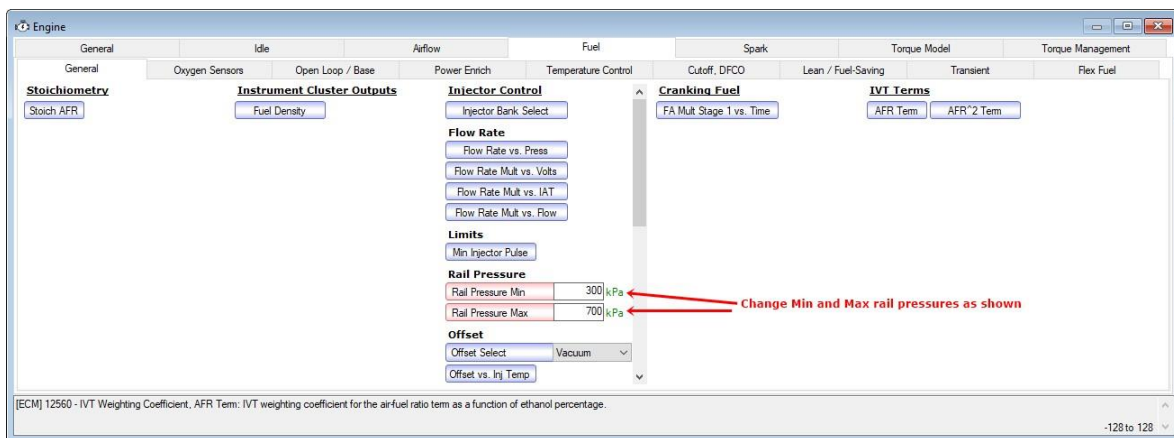 Engine
General Idle Airflow Fuel Spark Torque Model Torque Management
General Oxygen Sensors Open Loop / Base Power Enrich Temperature Control Cutoff, DFCO Lean / Fuel-Saving Transient Flex Fuel
Stoichiometry
Stoich AFR
Instrument Cluster Outputs
Fuel Density
Injector Control
Injector Bank Select
Flow Rate
Flow Rate vs. Press
Flow Rate Mult vs. Volts
Flow Rate Mult vs. IAT
Flow Rate Mult vs. Flow
Limits
Min Injector Pulse
Rail Pressure
Rail Pressure Min 300 kPa
Rail Pressure Max 700 kPa
Change Min and Max rail pressures as shown
Offset
Offset Select Vacuum
Offset vs. Inj Temp
Cranking Fuel
FA Mult Stage 1 vs. Time
IVT Terms
AFR Term AFR^2 Term
[ECM] 12560 - IVT Weighting Coefficient, AFR Term: IVT weighting coefficient for the air-fuel ratio term as a function of ethanol percentage.
-128 to 128